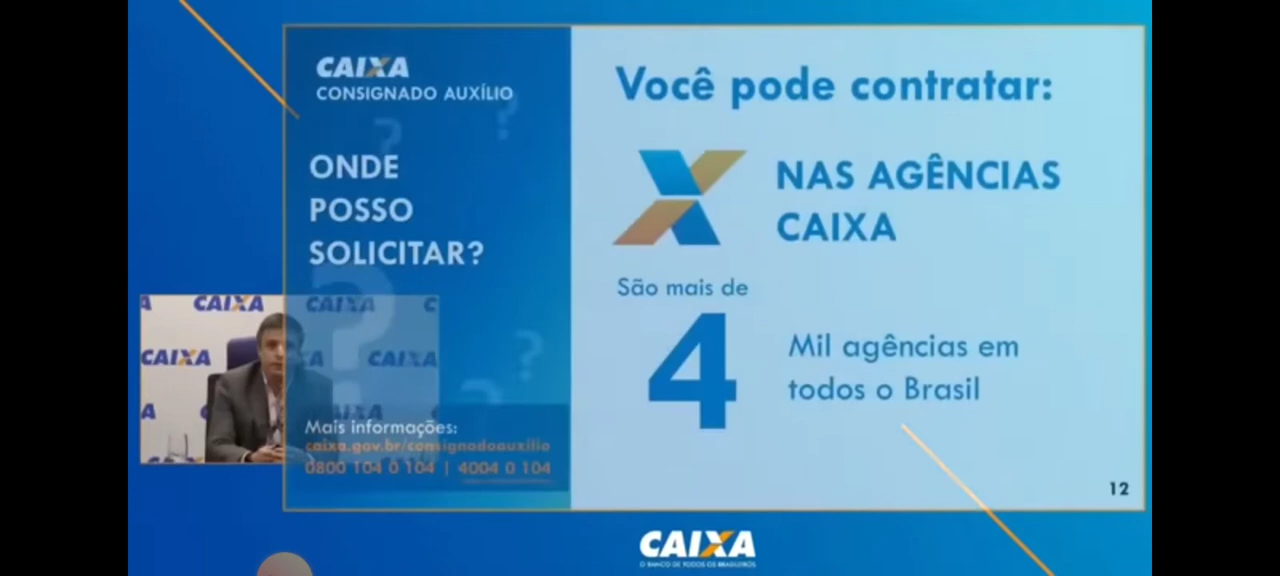 CAIXA
CONSIGNADO AUXÍLIO
ONDE
POSSO
SOLICITAR?
Mais informações:
caixa.gov.br/consignadoauxilio
0800 104 0 104 | 4004 0 104
Você pode contratar:
NAS AGÊNCIAS
CAIXA
São mais de
4
Mil agências em
todos o Brasil
12
A CAIXA CAIXA C
CAIXA CA CAIXA
A CAIXA
CAIXA
O BANCO DE TODOS OS BRASILEIROS